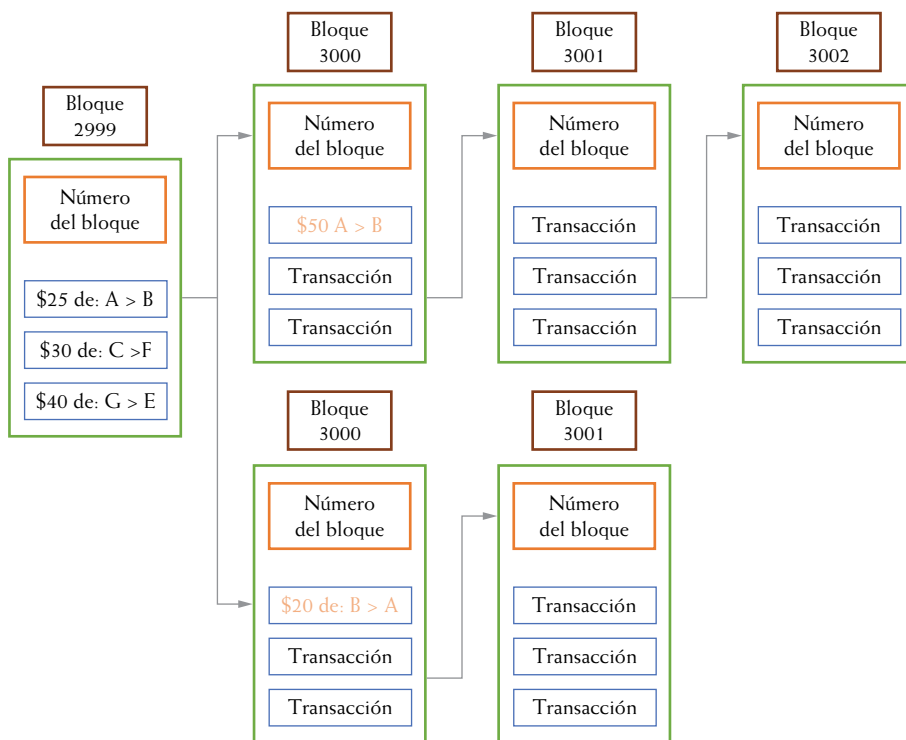 Bloque
2999
Número
del bloque
$25 de: A > B
$30 de: C >F
$40 de: G > E
Bloque
3000
Número
del bloque
$50 A > B
Transacción
Transacción
Bloque
3001
Número
del bloque
Transacción
Transacción
Transacción
Bloque
3002
Número
del bloque
Transacción
Transacción
Transacción
Bloque
3000
Número
del bloque
$20 de: B > A
Transacción
Transacción
Bloque
3001
Número
del bloque
Transacción
Transacción
Transacción